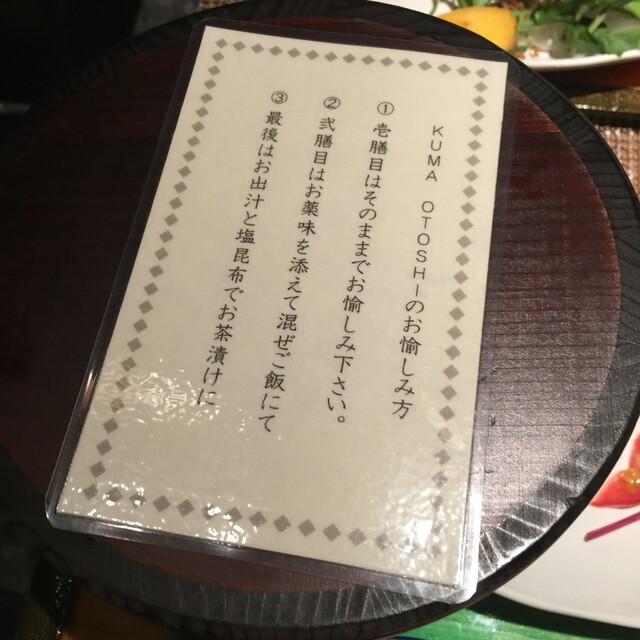 KUMA OTOSHIのお愉しみ方
① 壱膳目はそのままでお愉しみ下さい。
② 弐膳目はお薬味を添えて混ぜご飯にて
③ 最後はお出汁と塩昆布でお茶漬けに